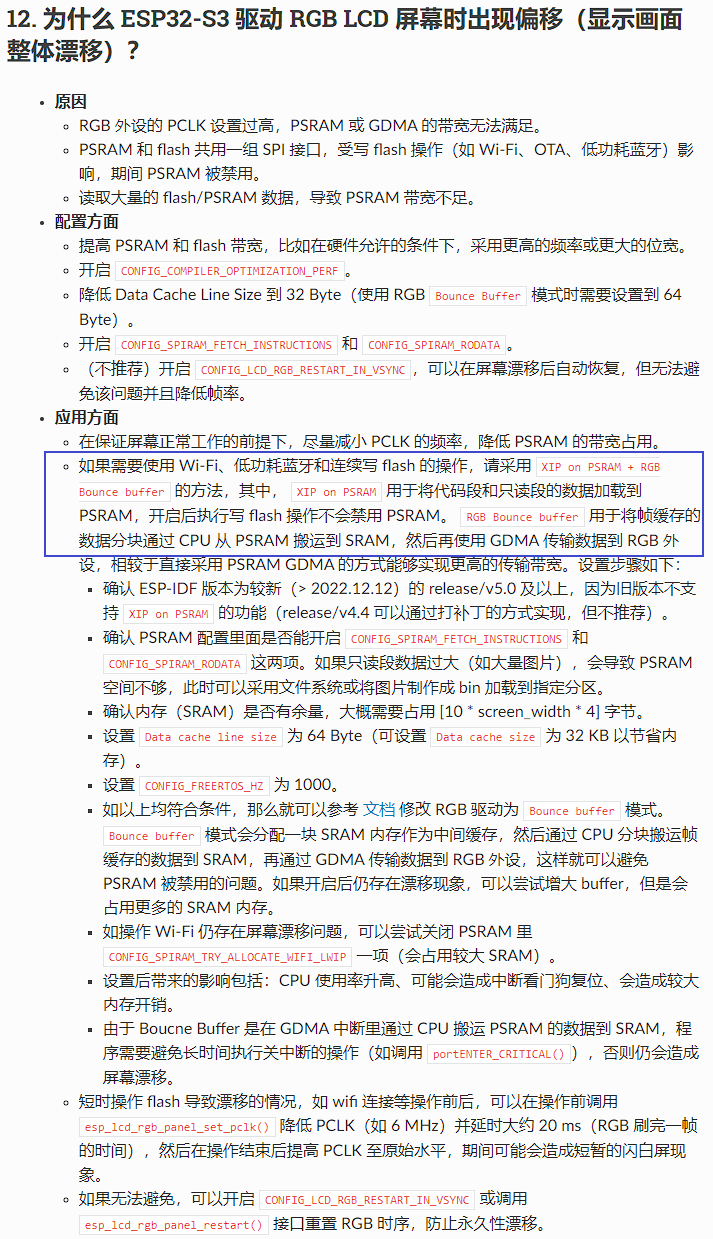 12. 为什么 ESP32-S3 驱动 RGB LCD 屏幕时出现偏移（显示画面
整体漂移）？
• 原因
RGB 外设的 PCLK 设置过高，PSRAM 或 GDMA 的带宽无法满足。
PSRAM 和 flash 共用一组 SPI 接口，受写 flash 操作（如 Wi-Fi、OTA、低功耗蓝牙）影
响，期间 PSRAM 被禁用。
读取大量的 flash/PSRAM 数据，导致 PSRAM 带宽不足。
• 配置方面
提高 PSRAM 和 flash 带宽，比如在硬件允许的条件下，采用更高的频率或更大的位宽。
开启 CONFIG_COMPILER_OPTIMIZATION_PERF 。
降低 Data Cache Line Size 到 32 Byte（使用 RGB Bounce Buffer 模式时需要设置到 64
Byte）。
开启 CONFIG_SPIRAM_FETCH_INSTRUCTIONS 和 CONFIG_SPIRAM_RODATA 。
（不推荐）开启 CONFIG_LCD_RGB_RESTART_IN_VSYNC ，可以在屏幕漂移后自动恢复，但无法避
免该问题并且降低帧率。
• 应用方面
在保证屏幕正常工作的前提下，尽量减小 PCLK 的频率，降低 PSRAM 的带宽占用。
如果需要使用 Wi-Fi、低功耗蓝牙和连续写 flash 的操作，请采用 XIP on PSRAM + RGB
Bounce buffer 的方法，其中， XIP on PSRAM 用于将代码段和只读段的数据加载到
PSRAM，开启后执行写 flash 操作不会禁用 PSRAM。 RGB Bounce buffer 用于将帧缓存的
数据分块通过 CPU 从 PSRAM 搬运到 SRAM，然后再使用 GDMA 传输数据到 RGB 外
设，相较于直接采用 PSRAM GDMA 的方式能够实现更高的传输带宽。设置步骤如下：
确认 ESP-IDF 版本为较新（> 2022.12.12）的 release/v5.0 及以上，因为旧版本不支
持 XIP on PSRAM 的功能（release/v4.4 可以通过打补丁的方式实现，但不推荐）。
确认 PSRAM 配置里面是否能开启 CONFIG_SPIRAM_FETCH_INSTRUCTIONS 和
CONFIG_SPIRAM_RODATA 这两项。如果只读段数据过大（如大量图片），会导致 PSRAM
空间不够，此时可以采用文件系统或将图片制作成 bin 加载到指定分区。
确认内存（SRAM）是否有余量，大概需要占用 [10 * screen_width * 4] 字节。
设置 Data cache line size 为 64 Byte（可设置 Data cache size 为 32 KB 以节省内
存）。
设置 CONFIG_FREERTOS_HZ 为 1000。
如以上均符合条件，那么就可以参考 文档 修改 RGB 驱动为 Bounce buffer 模式。
Bounce buffer 模式会分配一块 SRAM 内存作为中间缓存，然后通过 CPU 分块搬运帧
缓存的数据到 SRAM，再通过 GDMA 传输数据到 RGB 外设，这样就可以避免
PSRAM 被禁用的问题。如果开启后仍存在漂移现象，可以尝试增大 buffer，但是会
占用更多的 SRAM 内存。
如操作 Wi-Fi 仍存在屏幕漂移问题，可以尝试关闭 PSRAM 里
CONFIG_SPIRAM_TRY_ALLOCATE_WIFI_LWIP 一项（会占用较大 SRAM）。
设置后带来的影响包括：CPU 使用率升高、可能会造成中断看门狗复位、会造成较大
内存开销。
由于 Boucne Buffer 是在 GDMA 中断里通过 CPU 搬运 PSRAM 的数据到 SRAM，程
序需要避免长时间执行关中断的操作（如调用 portENTER_CRITICAL() ），否则仍会造成
屏幕漂移。
短时操作 flash 导致漂移的情况，如 wifi 连接等操作前后，可以在操作前调用
esp_lcd_rgb_panel_set_pclk() 降低 PCLK（如 6 MHz）并延时大约 20 ms（RGB 刷完一帧
的时间），然后在操作结束后提高 PCLK 至原始水平，期间可能会造成短暂的闪白屏现
象。
如果无法避免，可以开启 CONFIG_LCD_RGB_RESTART_IN_VSYNC 或调用
esp_lcd_rgb_panel_restart() 接口重置 RGB 时序，防止永久性漂移。